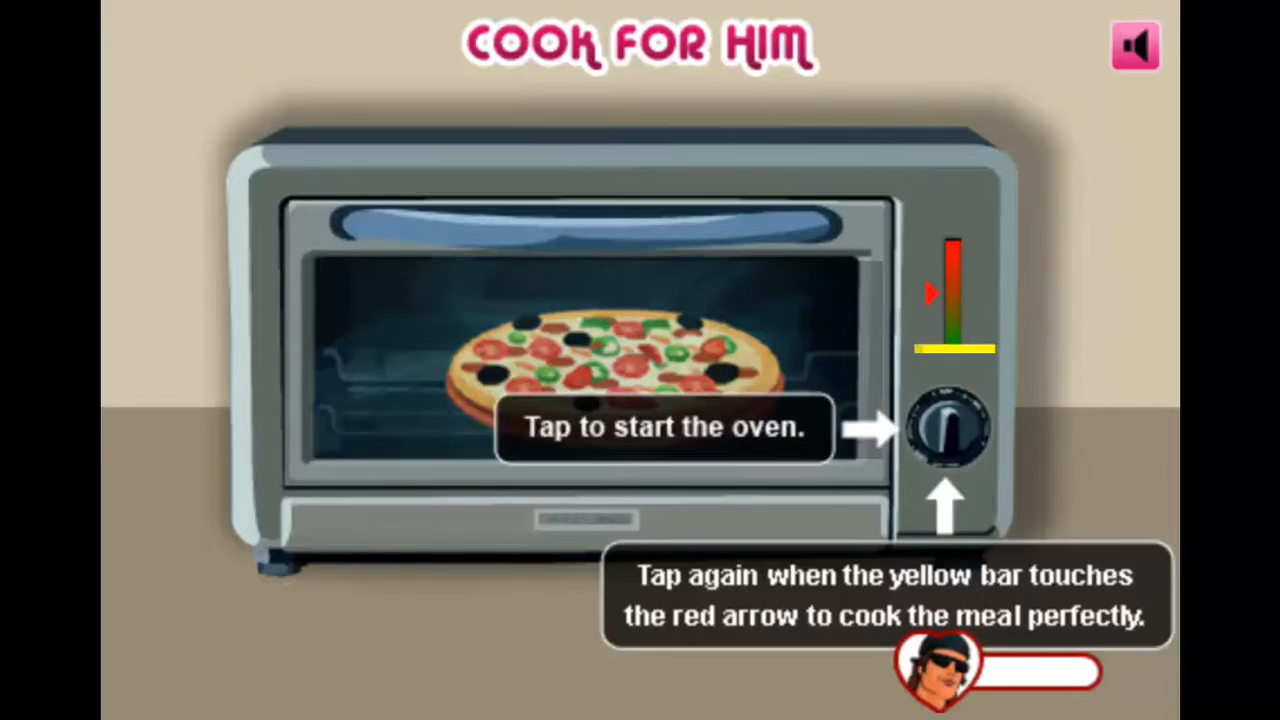 COOK FOR HIM
Tap to start the oven.
Tap again when the yellow bar touches
the red arrow to cook the meal perfectly.